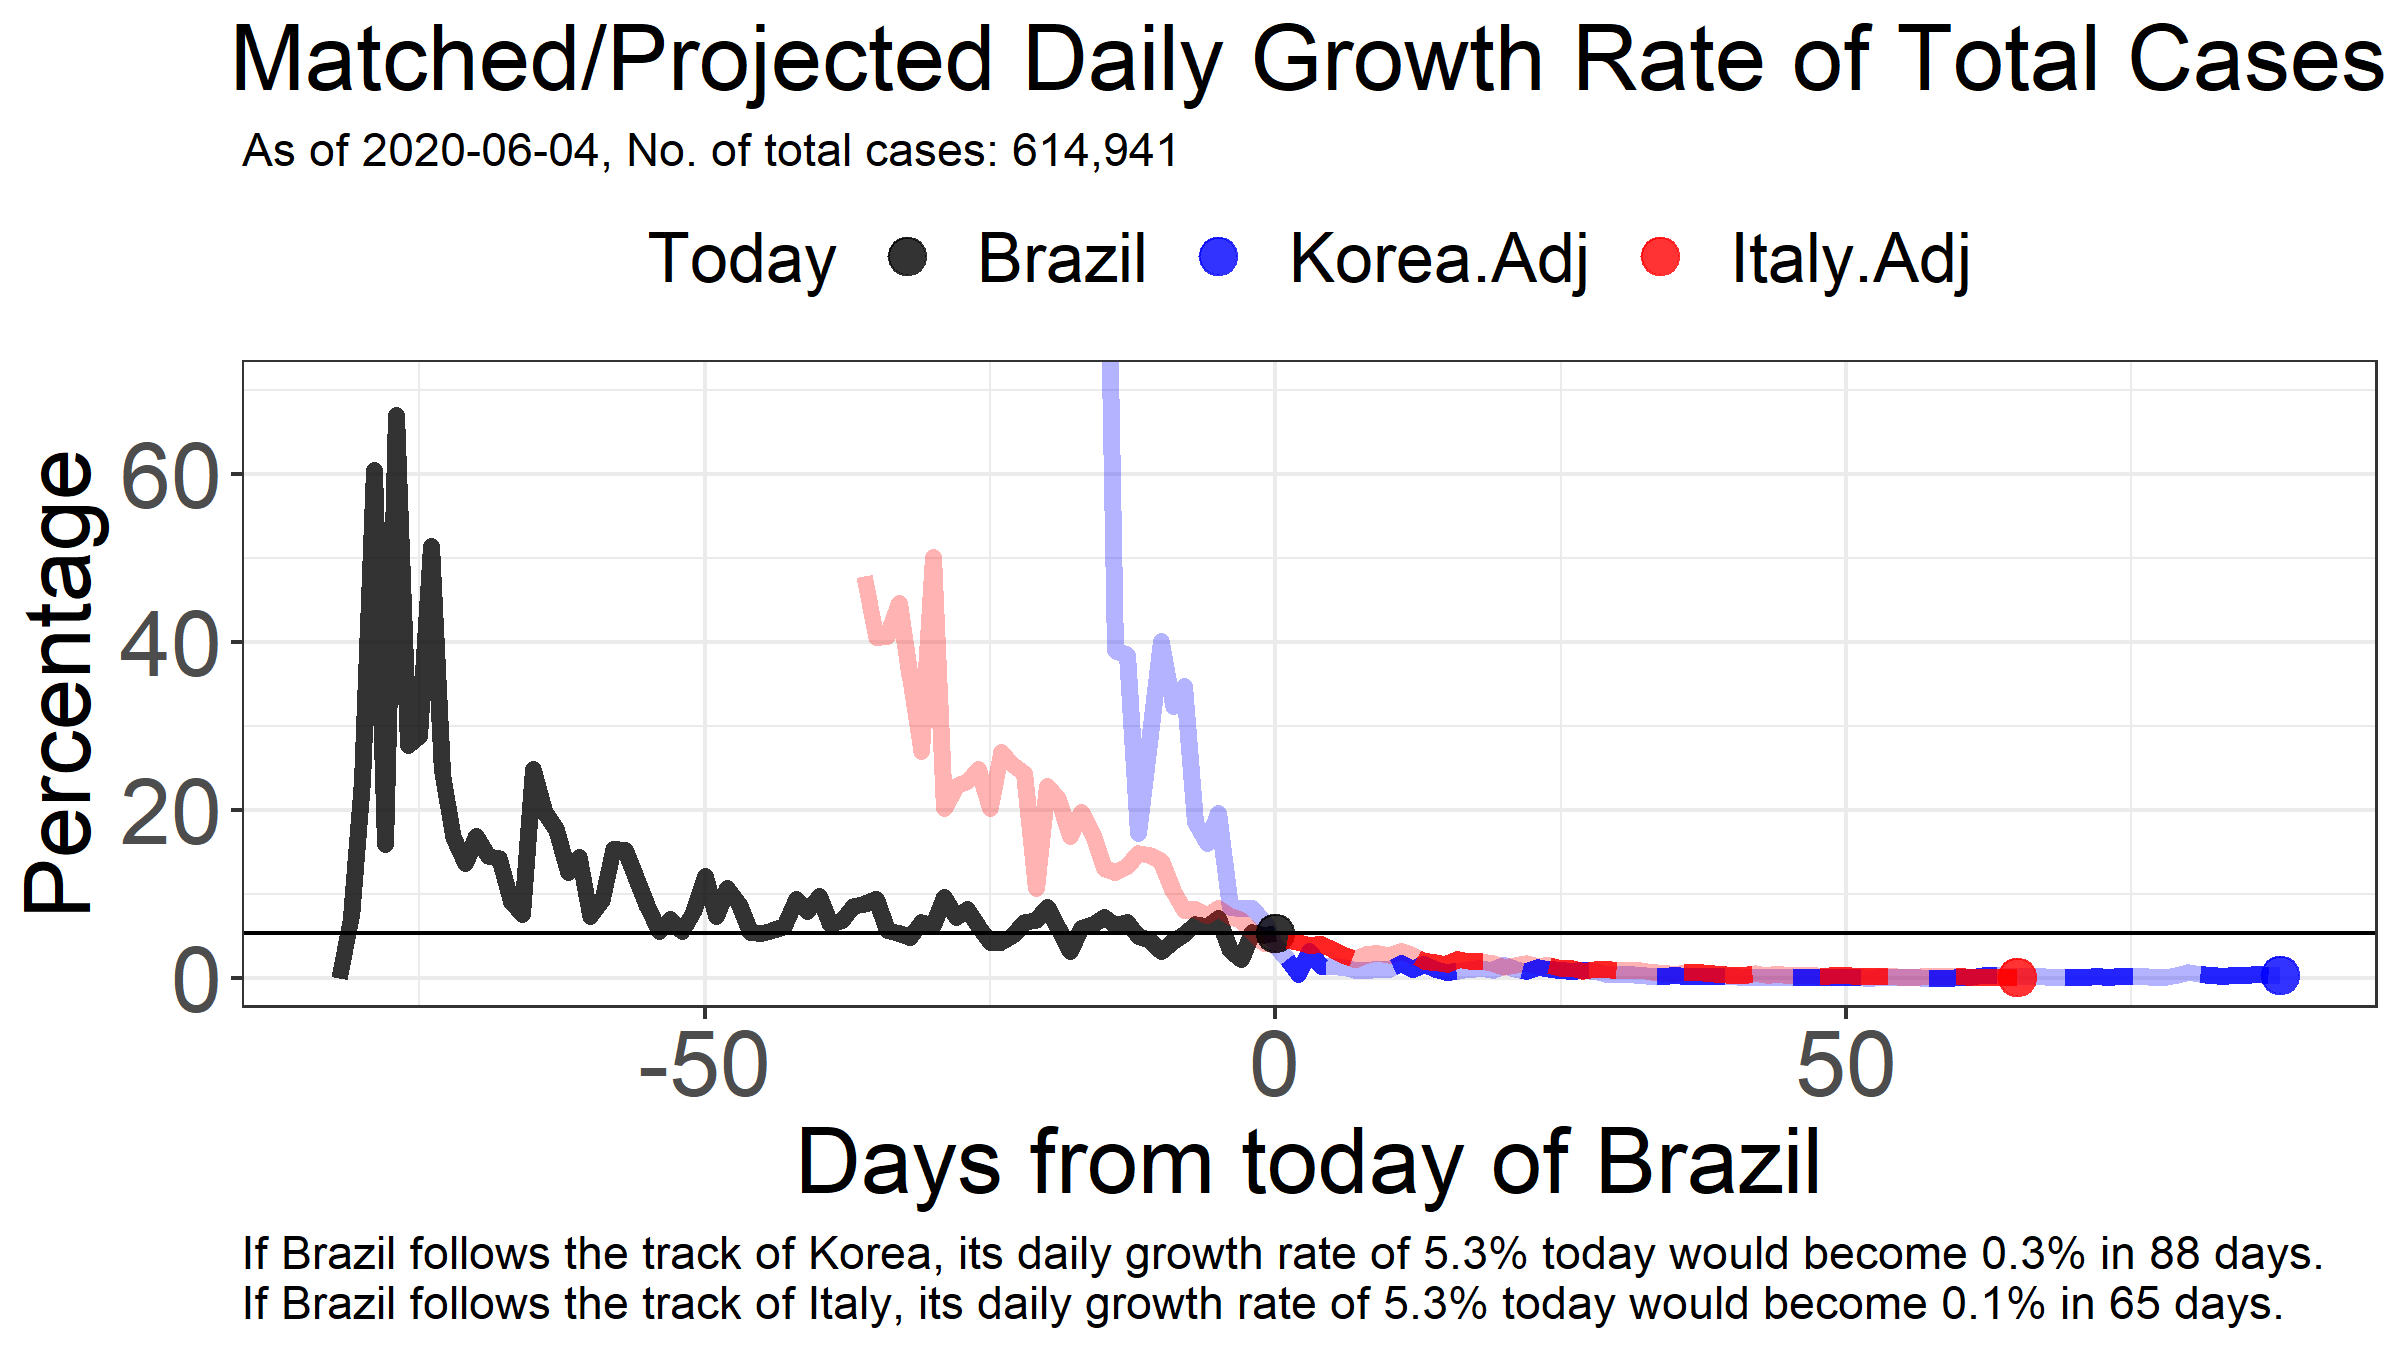 Matched/Projected Daily Growth Rate of Total Cases
As of 2020-06-04, No. of total cases: 614,941
Today Brazil Korea.Adj Italy.Adj
Percentage
60
40
20
0
-50 0 50
Days from today of Brazil
If Brazil follows the track of Korea, its daily growth rate of 5.3% today would become 0.3% in 88 days.
If Brazil follows the track of Italy, its daily growth rate of 5.3% today would become 0.1% in 65 days.